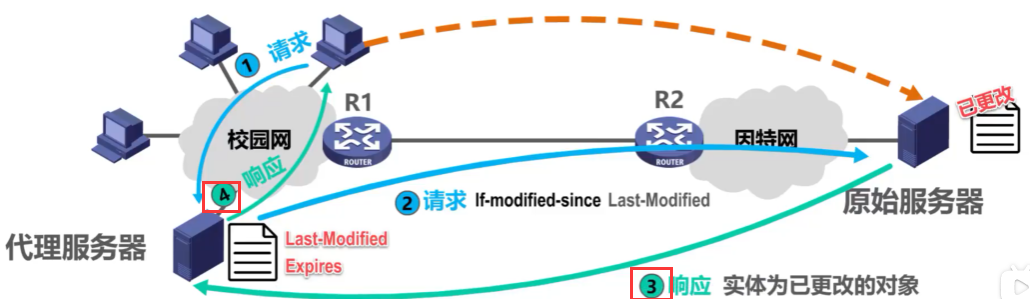 ① 请求
R1
R2
已更改
校园网
因特网
ROUTER
ROUTER
④ 响应
② 请求 If-modified-since Last-Modified
原始服务器
代理服务器
Last-Modified
Expires
③ 响应 实体为已更改的对象